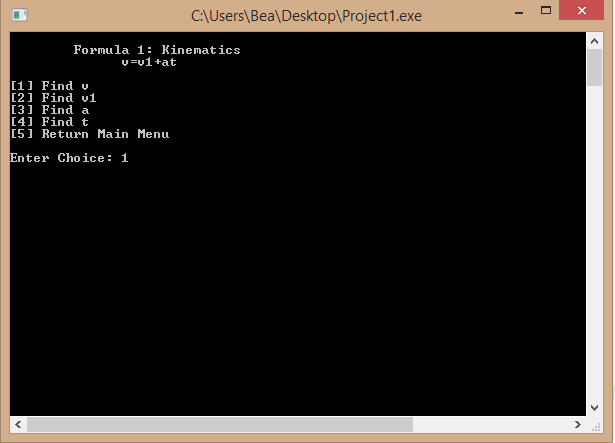 C:\Users\Bea\Desktop\Project1.exe
Formula 1: Kinematics
v=v1+at
[1] Find v
[2] Find v1
[3] Find a
[4] Find t
[5] Return Main Menu
Enter Choice: 1